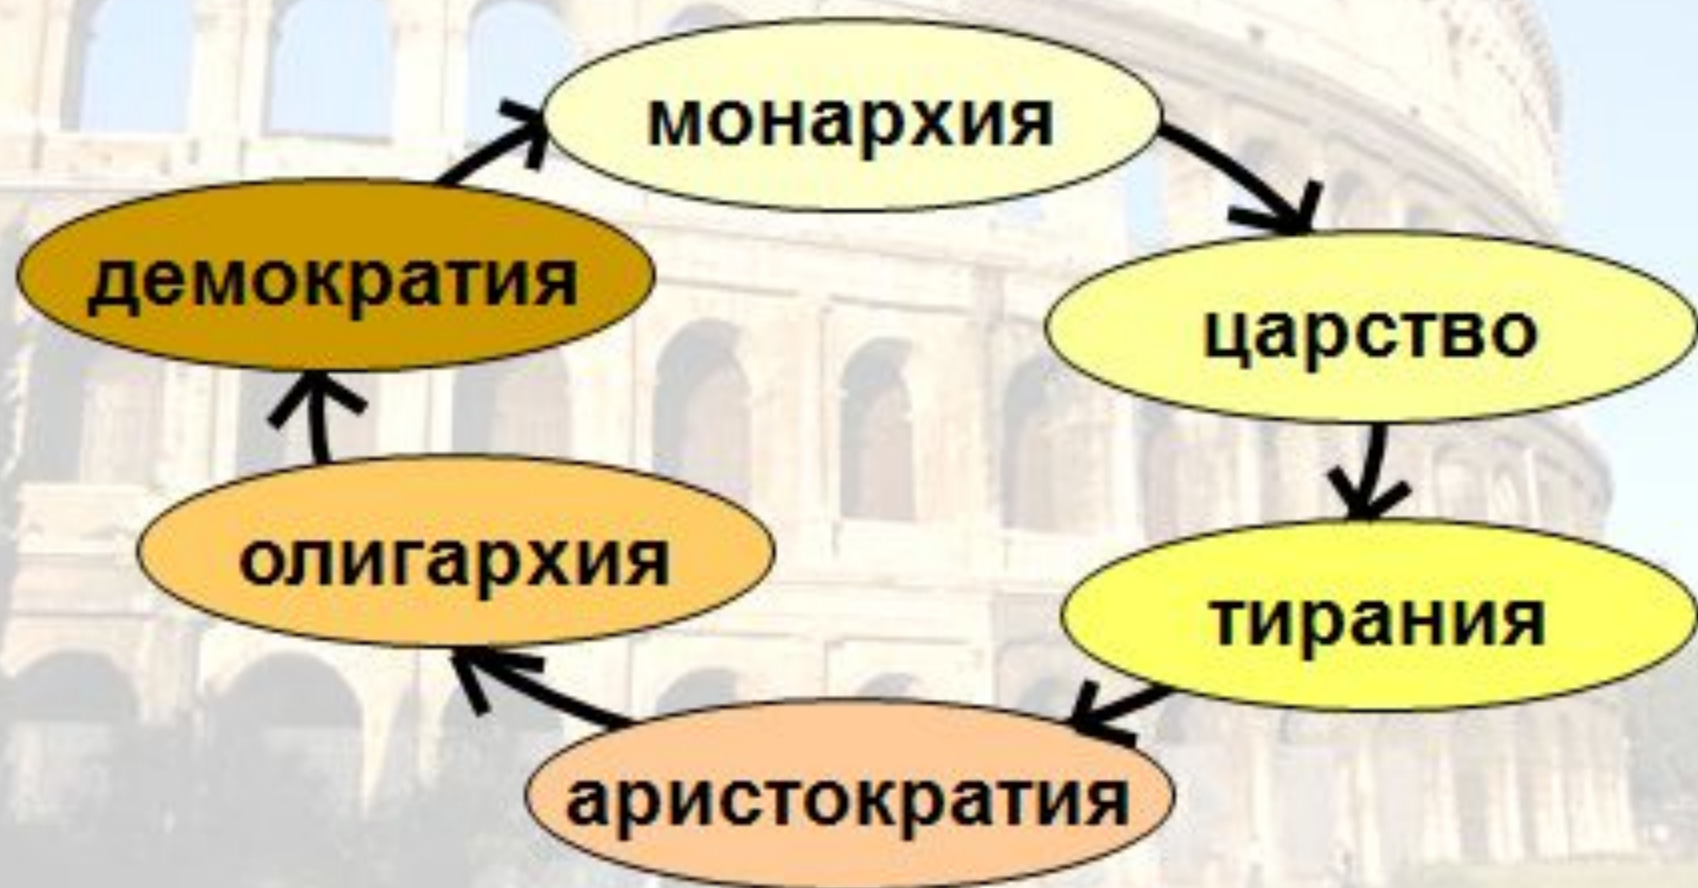 монархия
демократия
царство
олигархия
тирания
аристократия